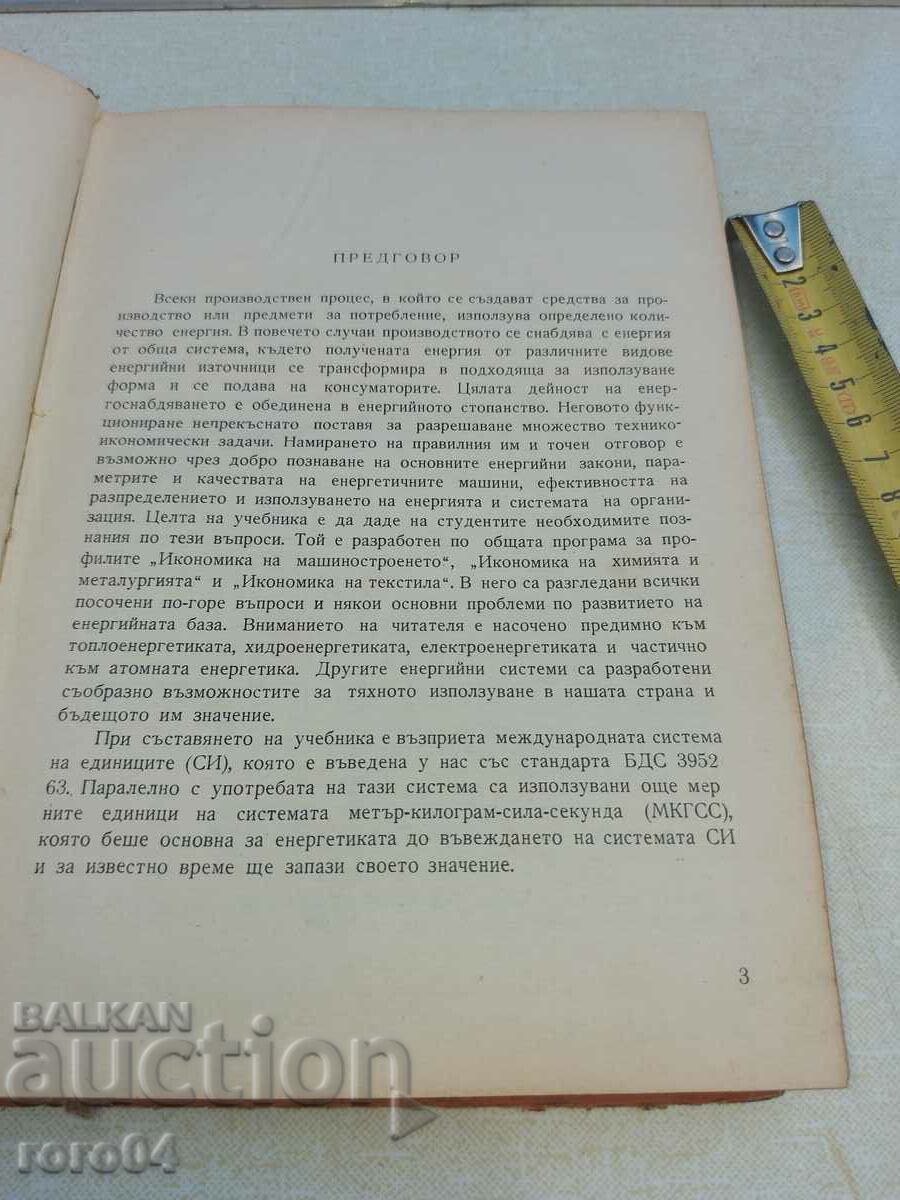 ПРЕДГОВОР
Всеки производствен процес, в който се създават средства за про-
изводство или предмети за потребление, използува определено коли-
чество енергия. В повечето случаи производството се снабдява с енергия
от обща система, където получената енергия от различните видове
енергийни източници се трансформира в подходяща за използуване
форма и се подава на консуматорите. Цялата дейност на енер-
госнабдяването е обединена в енергийното стопанство. Неговото функ-
циониране непрекъснато поставя за разрешаване множество технико-
икономически задачи. Намирането на правилния им и точен отговор е
възможно чрез добро познаване на основните енергийни закони, пара-
метрите и качествата на енергетичните машини, ефективността на
разпределението и използуването на енергията и системата на органи-
зация. Целта на учебника е да даде на студентите необходимите поз-
нания по тези въпроси. Той е разработен по общата програма за про-
филите „Икономика на машиностроенето“, „Икономика на химията и
металургията“ и „Икономика на текстила“. В него са разгледани всички
посочени по-горе въпроси и някои основни проблеми по развитието на
енергийната база. Вниманието на читателя е насочено предимно към
топлоенергетиката, хидроенергетиката, електроенергетиката и частично
към атомната енергетика. Другите енергийни системи са разработени
съобразно възможностите за тяхното използуване в нашата страна и
бъдещото им значение.
При съставянето на учебника е възприета международната система
на единиците (СИ), която е въведена у нас със стандарта БДС 3952
63. Паралелно с употребата на тази система са използувани още мер
ните единици на системата метър-килограм-сила-секунда (МКГСС),
която беше основна за енергетиката до въвеждането на системата СИ
и за известно време ще запази своето значение.
3
2 3 4 5 6 7 8
BALKAN
auction
roro04